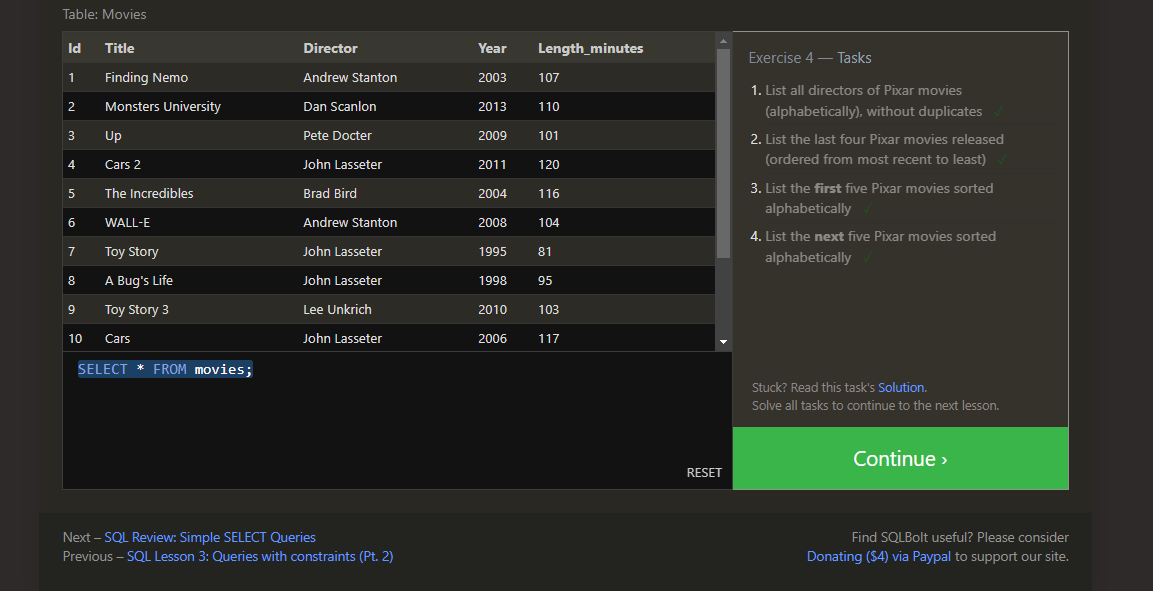 Table: Movies
Id Title Director Year Length_minutes
1 Finding Nemo Andrew Stanton 2003 107
2 Monsters University Dan Scanlon 2013 110
3 Up Pete Docter 2009 101
4 Cars 2 John Lasseter 2011 120
5 The Incredibles Brad Bird 2004 116
6 WALL-E Andrew Stanton 2008 104
7 Toy Story John Lasseter 1995 81
8 A Bug's Life John Lasseter 1998 95
9 Toy Story 3 Lee Unkrich 2010 103
10 Cars John Lasseter 2006 117
SELECT * FROM movies;
RESET
Exercise 4 — Tasks
1. List all directors of Pixar movies
(alphabetically), without duplicates ✓
2. List the last four Pixar movies released
(ordered from most recent to least) ✓
3. List the first five Pixar movies sorted
alphabetically ✓
4. List the next five Pixar movies sorted
alphabetically ✓
Stuck? Read this task's Solution.
Solve all tasks to continue to the next lesson.
Continue ›
Next – SQL Review: Simple SELECT Queries
Previous – SQL Lesson 3: Queries with constraints (Pt. 2)
Find SQLBolt useful? Please consider
Donating ($4) via Paypal to support our site.